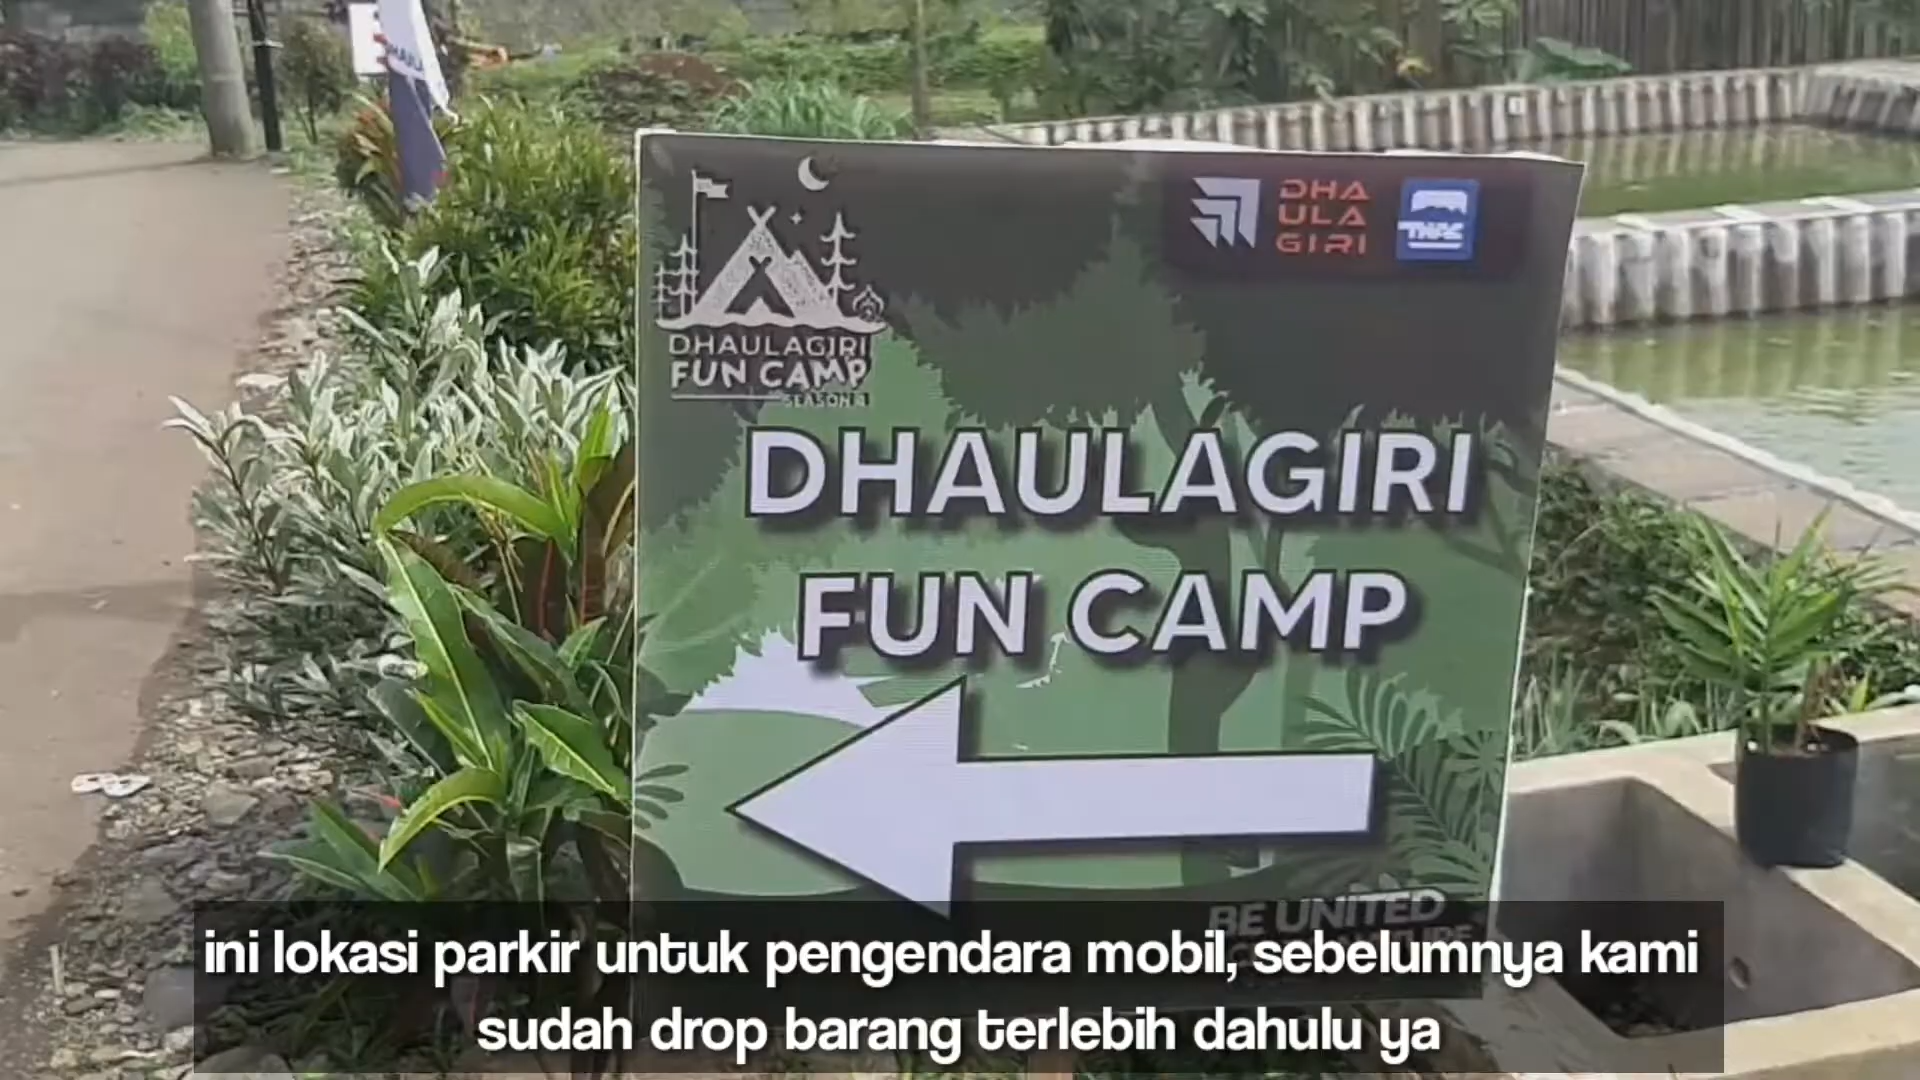 DHAULAGIRI
FUN CAMP
DHA
ULA
GIRI
DHAULAGIRI
FUN CAMP
BE UNITED
ini lokasi parkir untuk pengendara mobil, sebelumnya kami
sudah drop barang terlebih dahulu ya